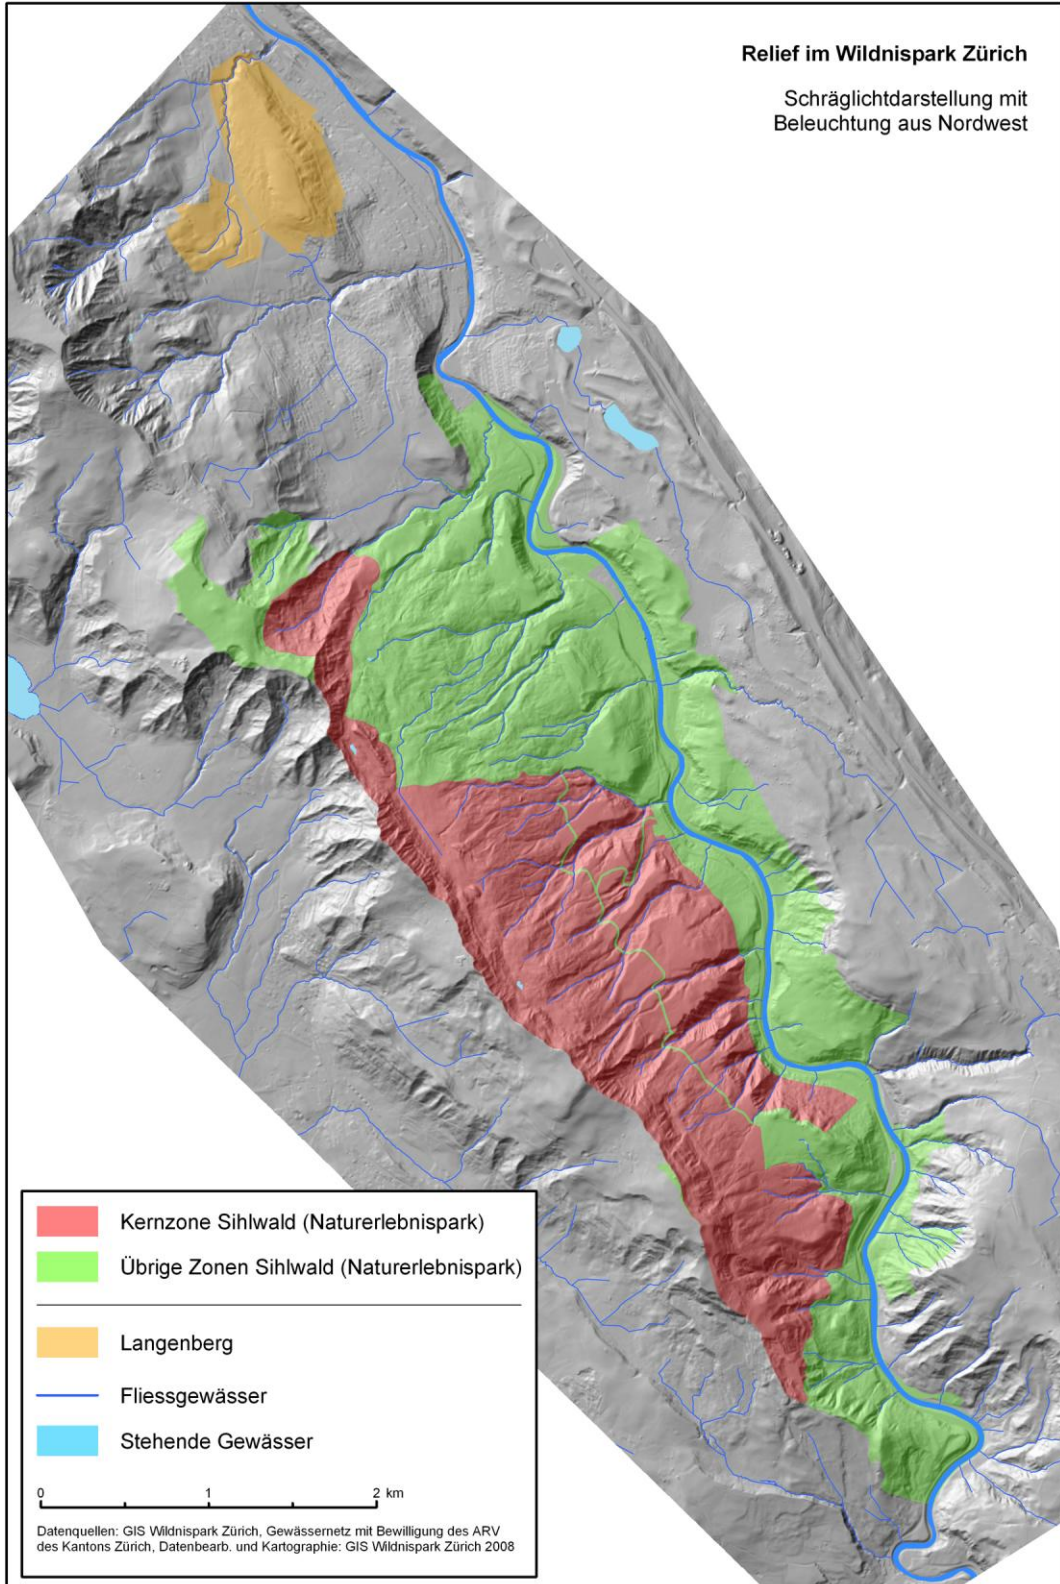 Relief im Wildnispark Zürich
Schräglichtdarstellung mit
Beleuchtung aus Nordwest
Kernzone Sihlwald (Naturerlebnispark)
Übrige Zonen Sihlwald (Naturerlebnispark)
Langenberg
Fliessgewässer
Stehende Gewässer
0 1 2 km
Datenquellen: GIS Wildnispark Zürich, Gewässernetz mit Bewilligung des ARV
des Kantons Zürich, Datenbearb. und Kartographie: GIS Wildnispark Zürich 2008